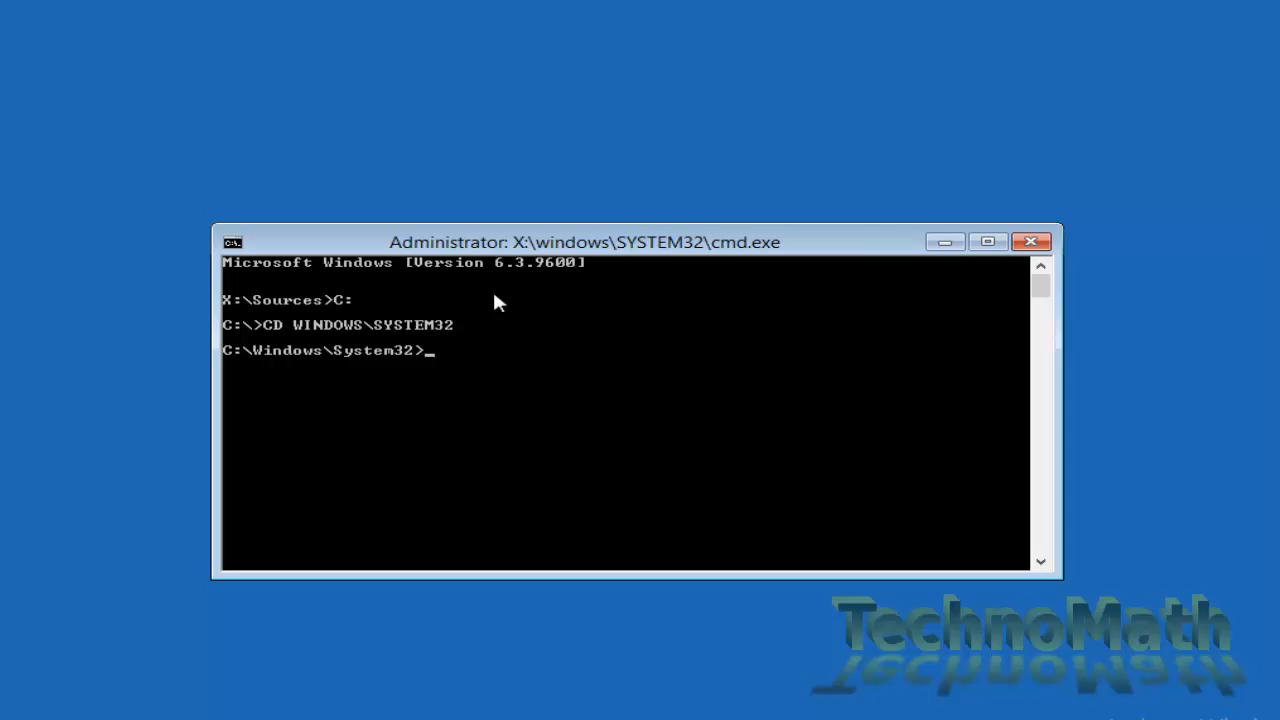 Administrator: X:\windows\SYSTEM32\cmd.exe
Microsoft Windows [Version 6.3.9600]
X:\Sources>C:
C:\>CD WINDOWS\SYSTEM32
C:\Windows\System32>_
TechnoMath